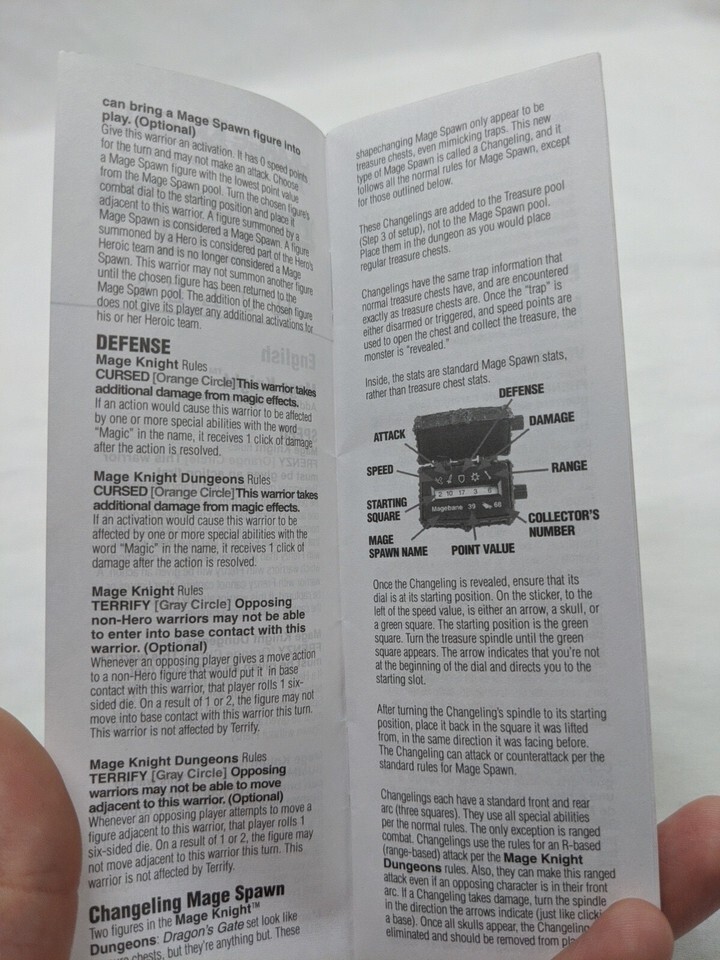 can bring a Mage Spawn figure into
play. (Optional)
Give this warrior an activation. It has 0 speed points
for the turn and may not make an attack. Choose
a Mage Spawn figure with the lowest point value
from the Mage Spawn pool. Turn the chosen figure's
combat dial to the starting position and place it
adjacent to this warrior. A figure summoned by a
Mage Spawn is considered a Mage Spawn. A figure
summoned by a Hero is considered part of the Hero's
Heroic team and is no longer considered a Mage
Spawn. This warrior may not summon another figure
until the chosen figure has been returned to the
Mage Spawn pool. The addition of the chosen figure
does not give its player any additional activations for
his or her Heroic team.
DEFENSE
Mage Knight Rules
CURSED [Orange Circle] This warrior takes
additional damage from magic effects.
If an action would cause this warrior to be affected
by one or more special abilities with the word
"Magic" in the name, it receives 1 click of damage
after the action is resolved.
Mage Knight Dungeons Rules
CURSED [Orange Circle] This warrior takes
additional damage from magic effects.
If an activation would cause this warrior to be
affected by one or more special abilities with the
word "Magic" in the name, it receives 1 click of
damage after the action is resolved.
Mage Knight Rules
TERRIFY [Gray Circle] Opposing
non-Hero warriors may not be able
to enter into base contact with this
warrior. (Optional)
Whenever an opposing player gives a move action
to a non-Hero figure that would put it in base
contact with this warrior, that player rolls 1 six-
sided die. On a result of 1 or 2, the figure may not
move into base contact with this warrior this turn.
This warrior is not affected by Terrify.
Mage Knight Dungeons Rules
TERRIFY [Gray Circle] Opposing
warriors may not be able to move
adjacent to this warrior. (Optional)
Whenever an opposing player attempts to move a
figure adjacent to this warrior, that player rolls 1
six-sided die. On a result of 1 or 2, the figure may
not move adjacent to this warrior this turn. This
warrior is not affected by Terrify.
Changeling Mage Spawn
Two figures in the Mage Knight™
Dungeons: Dragon's Gate set look like
chests, but they're anything but. These
shapechanging Mage Spawn only appear to be
treasure chests, even mimicking traps. This new
type of Mage Spawn is called a Changeling, and it
follows all the normal rules for Mage Spawn, except
for those outlined below.
These Changelings are added to the Treasure pool
(Step 3 of setup), not to the Mage Spawn pool.
Place them in the dungeon as you would place
regular treasure chests.
Changelings have the same trap information that
normal treasure chests have, and are encountered
exactly as treasure chests are. Once the "trap" is
either disarmed or triggered, and speed points are
used to open the chest and collect the treasure, the
monster is "revealed."
Inside, the stats are standard Mage Spawn stats,
rather than treasure chest stats.
DEFENSE
ATTACK
DAMAGE
SPEED
RANGE
2 10 17 3 6
STARTING
SQUARE
Magebane 39 68
COLLECTOR'S
NUMBER
MAGE
SPAWN NAME
POINT VALUE
Once the Changeling is revealed, ensure that its
dial is at its starting position. On the sticker, to the
left of the speed value, is either an arrow, a skull, or
a green square. The starting position is the green
square. Turn the treasure spindle until the green
square appears. The arrow indicates that you're not
at the beginning of the dial and directs you to the
starting slot.
After turning the Changeling's spindle to its starting
position, place it back in the square it was lifted
from, in the same direction it was facing before.
The Changeling can attack or counterattack per the
standard rules for Mage Spawn.
Changelings each have a standard front and rear
arc (three squares). They use all special abilities
per the normal rules. The only exception is ranged
combat. Changelings use the rules for an R-based
(range-based) attack per the Mage Knight
Dungeons rules. Also, they can make this ranged
attack even if an opposing character is in their front
arc. If a Changeling takes damage, turn the spindle
in the direction the arrows indicate (just like
a base). Once all skulls appear, the Changeling
eliminated and should be removed from